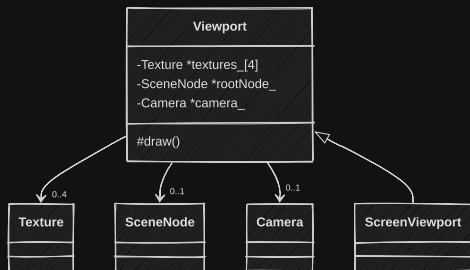 Viewport
-Texture *textures_[4]
-SceneNode *rootNode_
-Camera *camera_
#draw()
0..4
0..1
0..1
Texture
SceneNode
Camera
ScreenViewport